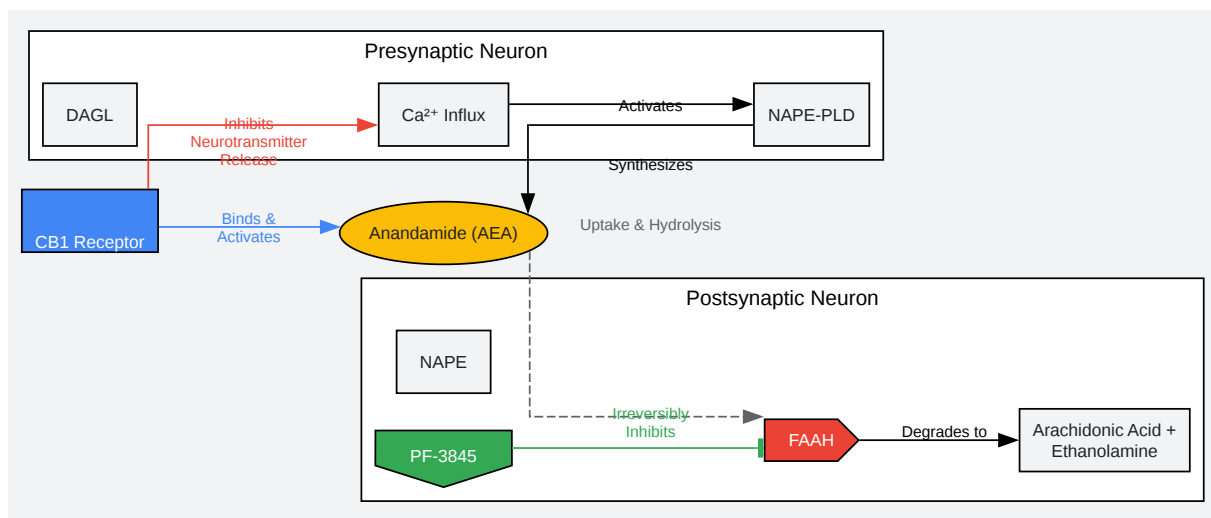 Presynaptic Neuron
DAGL
Ca²⁺ Influx
Activates
NAPE-PLD
Inhibits
Neurotransmitter
Release
Synthesizes
CB1 Receptor
Binds &
Activates
Anandamide (AEA)
Uptake & Hydrolysis
Postsynaptic Neuron
NAPE
PF-3845
Irreversibly
Inhibits
FAAH
Degrades to
Arachidonic Acid +
Ethanolamine